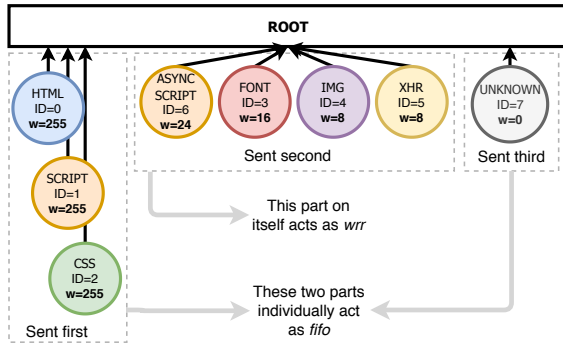 ROOT
HTML
ID=0
w=255
SCRIPT
ID=1
w=255
CSS
ID=2
w=255
Sent first
ASYNC
SCRIPT
ID=6
w=24
FONT
ID=3
w=16
IMG
ID=4
w=8
XHR
ID=5
w=8
Sent second
UNKNOWN
ID=7
w=0
Sent third
This part on
itself acts as wrr
These two parts
individually act
as fifo